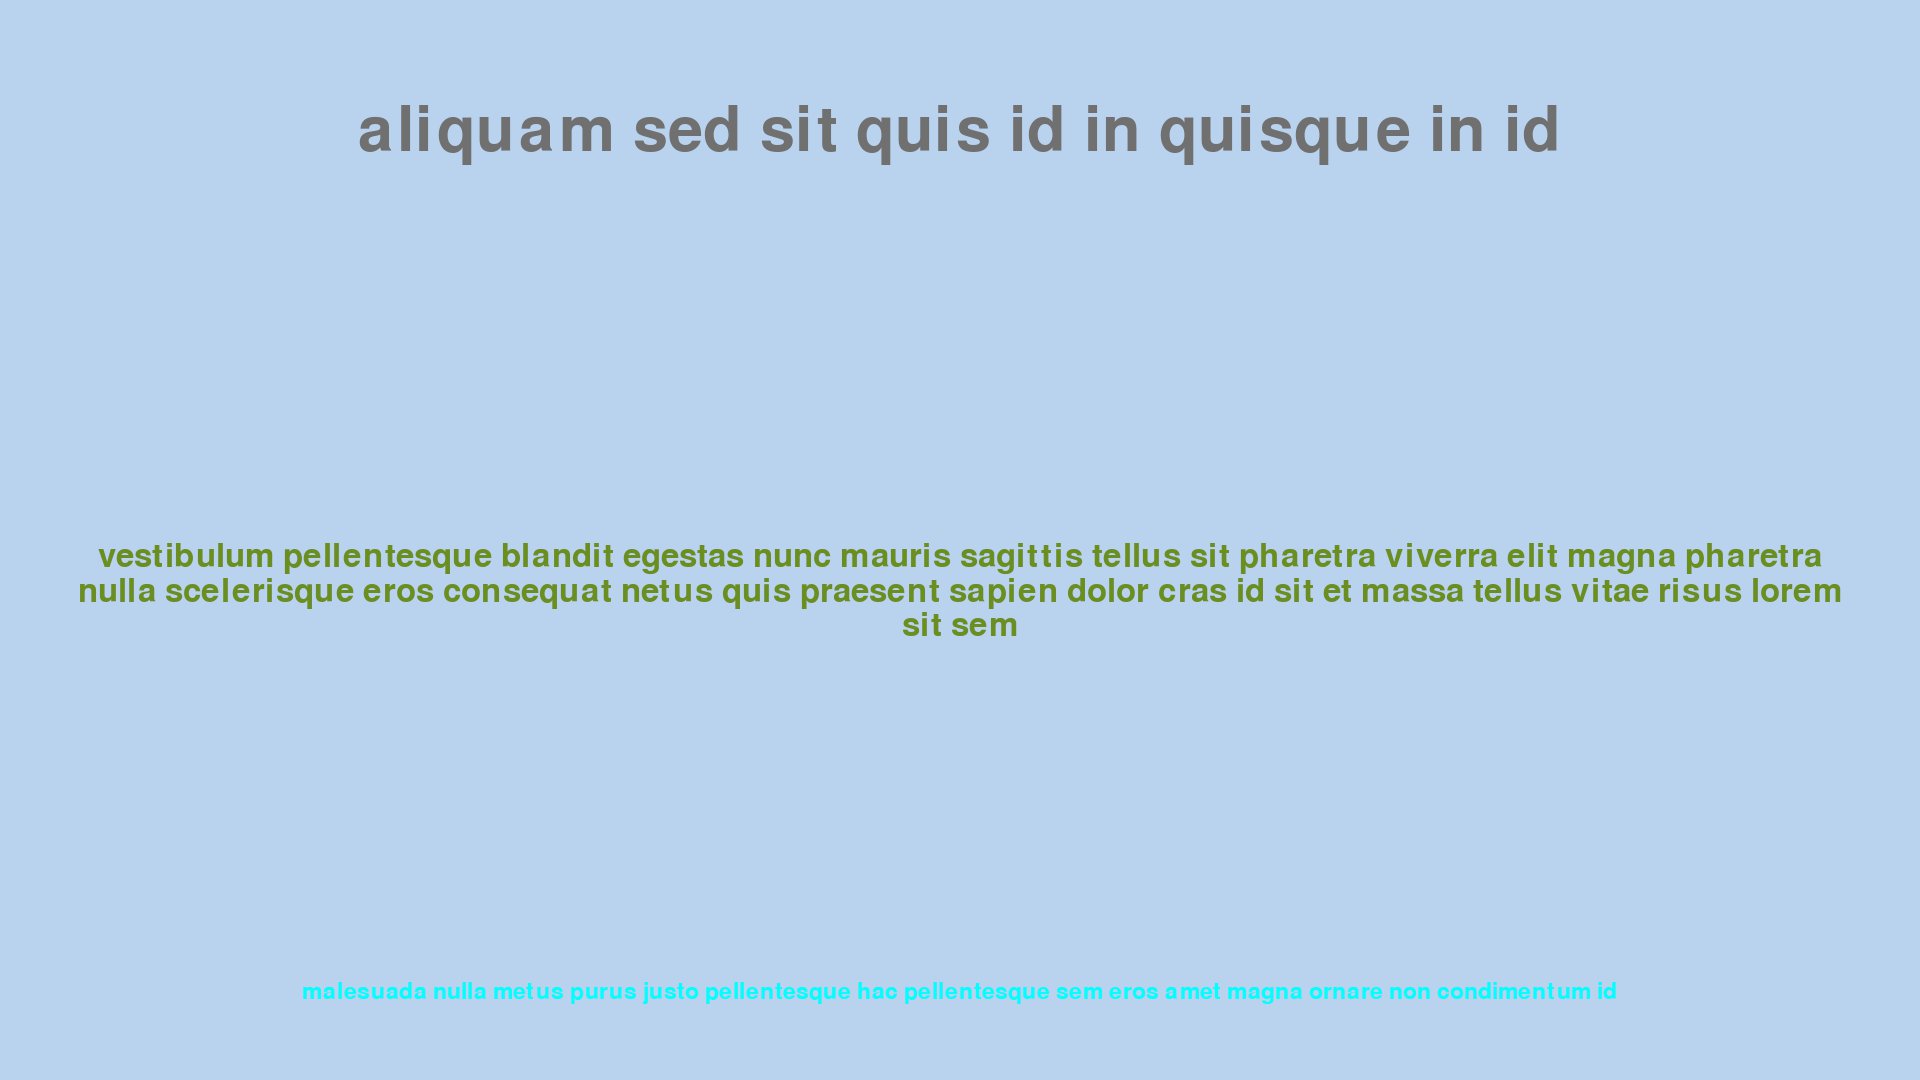 aliquam sed sit quis id in quisque in id
vestibulum pellentesque blandit egestas nunc mauris sagittis tellus sit pharetra viverra elit magna pharetra
nulla scelerisque eros consequat netus quis praesent sapien dolor cras id sit et massa tellus vitae risus lorem
sit sem
malesuada nulla metus purus justo pellentesque hac pellentesque sem eros amet magna ornare non condimentum id